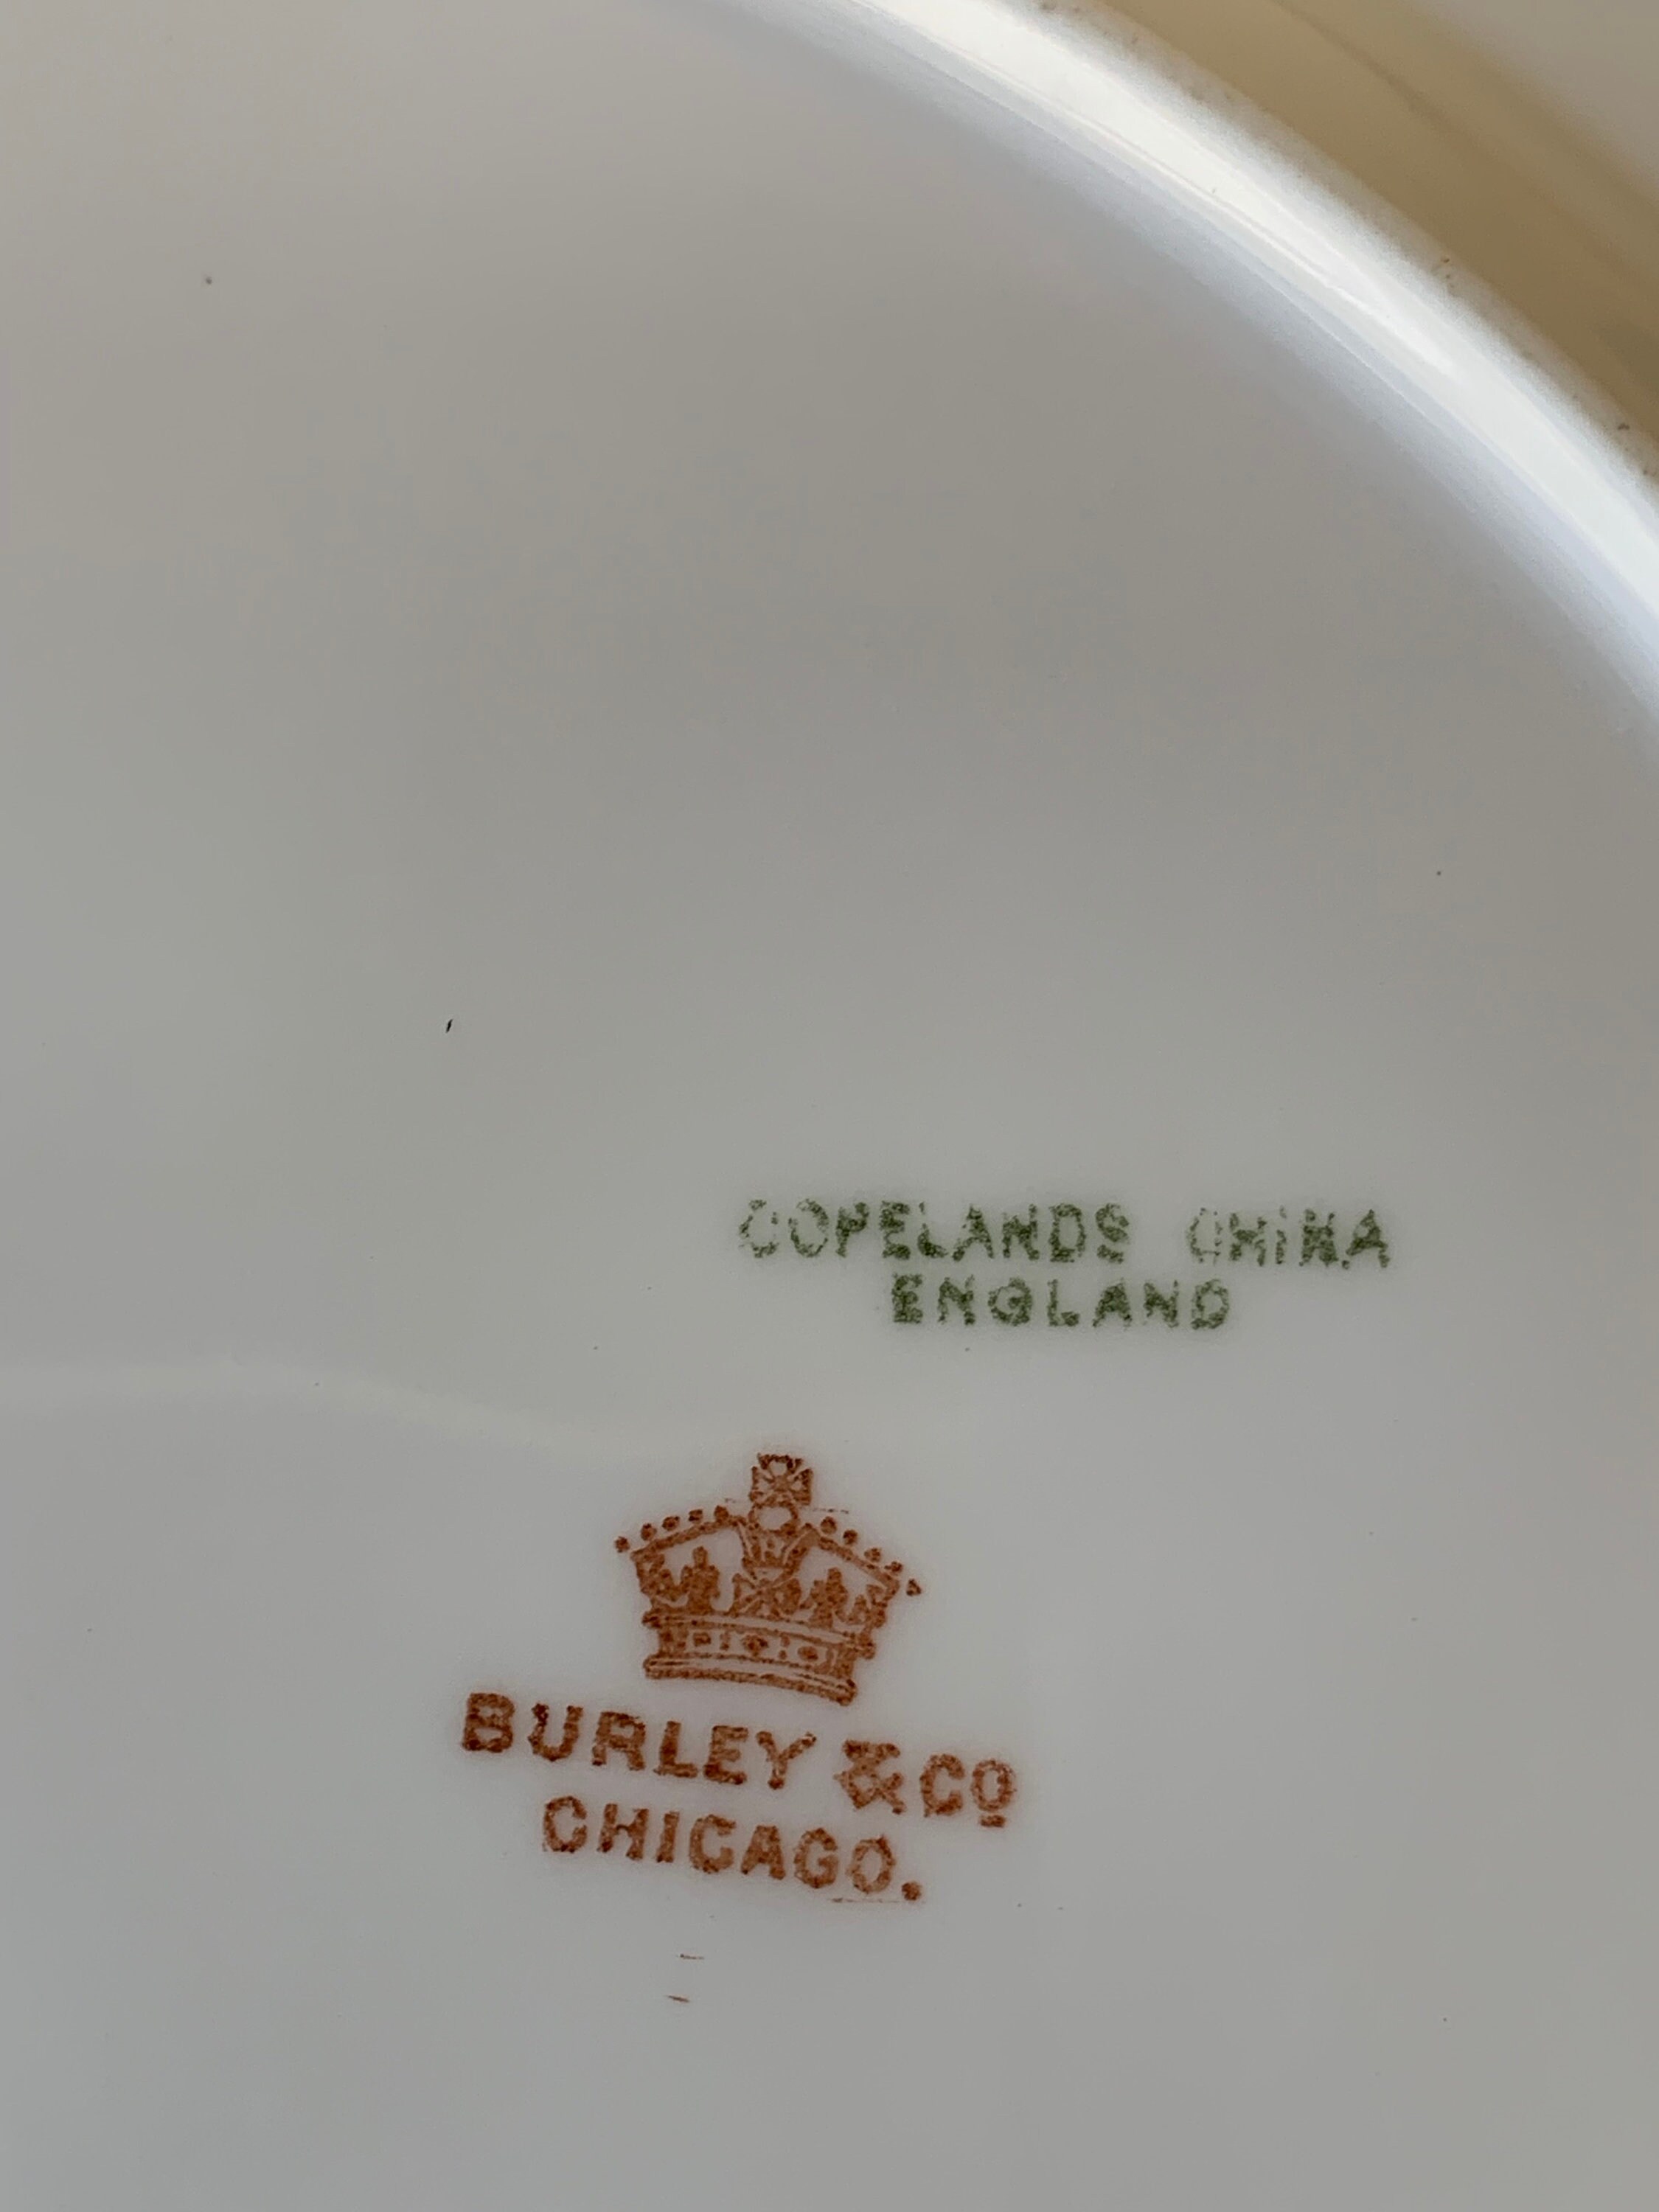 COPELANDS CHINA
ENGLAND
BURLEY & Co
CHICAGO.